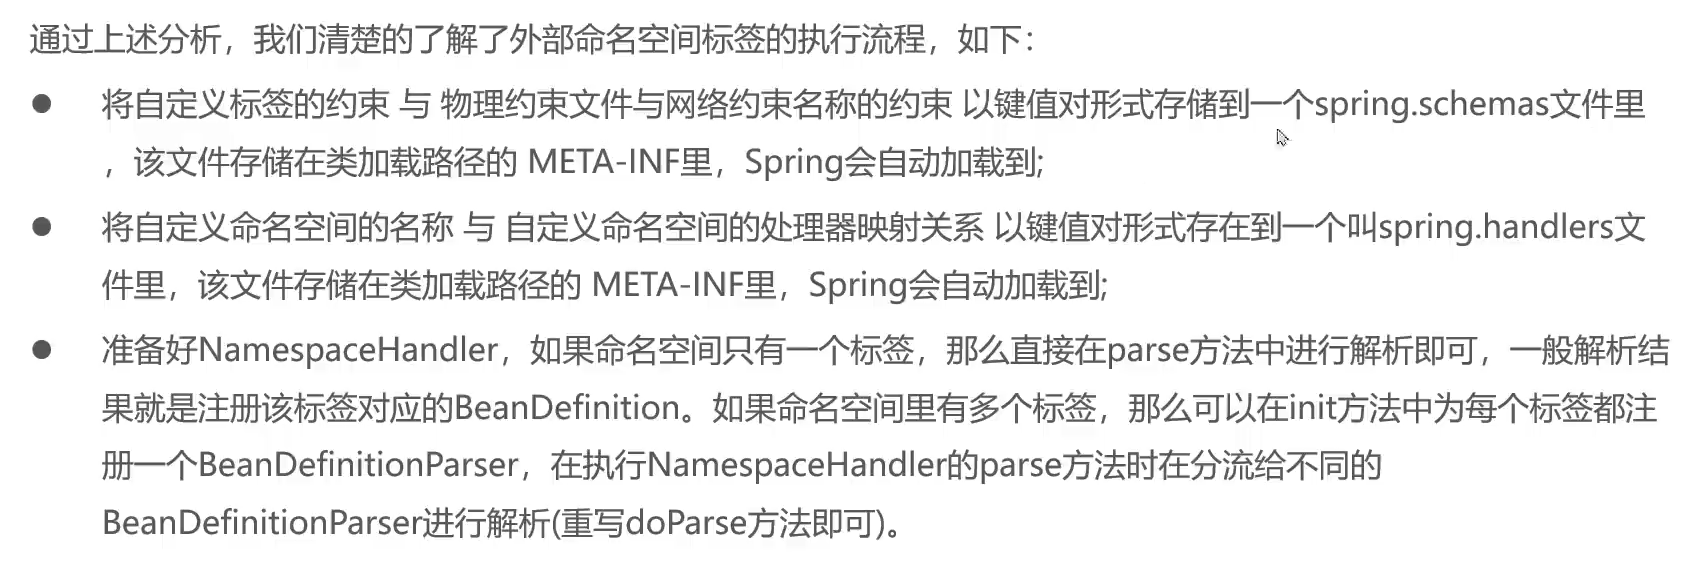 通过上述分析，我们清楚的了解了外部命名空间标签的执行流程，如下：
● 将自定义标签的约束 与 物理约束文件与网络约束名称的约束 以键值对形式存储到一个spring.schemas文件里
，该文件存储在类加载路径的 META-INF里，Spring会自动加载到;
● 将自定义命名空间的名称 与 自定义命名空间的处理器映射关系 以键值对形式存在到一个叫spring.handlers文
件里，该文件存储在类加载路径的 META-INF里，Spring会自动加载到;
● 准备好NamespaceHandler，如果命名空间只有一个标签，那么直接在parse方法中进行解析即可，一般解析结
果就是注册该标签对应的BeanDefinition。如果命名空间里有多个标签，那么可以在init方法中为每个标签都注
册一个BeanDefinitionParser，在执行NamespaceHandler的parse方法时在分流给不同的
BeanDefinitionParser进行解析(重写doParse方法即可)。